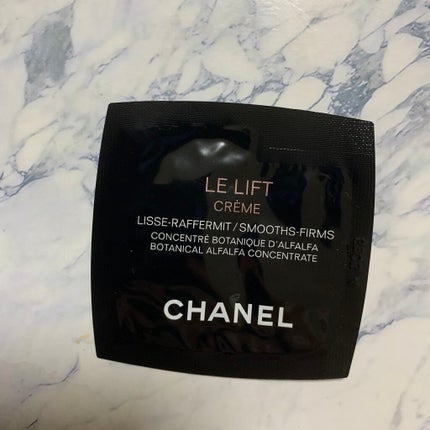 LE LIFT
CRÈME
LISSE-RAFFERMIT/SMOOTHS-FIRMS
CONCENTRÉ BOTANIQUE D'ALFALFA
BOTANICAL ALFALFA CONCENTRATE
CHANEL